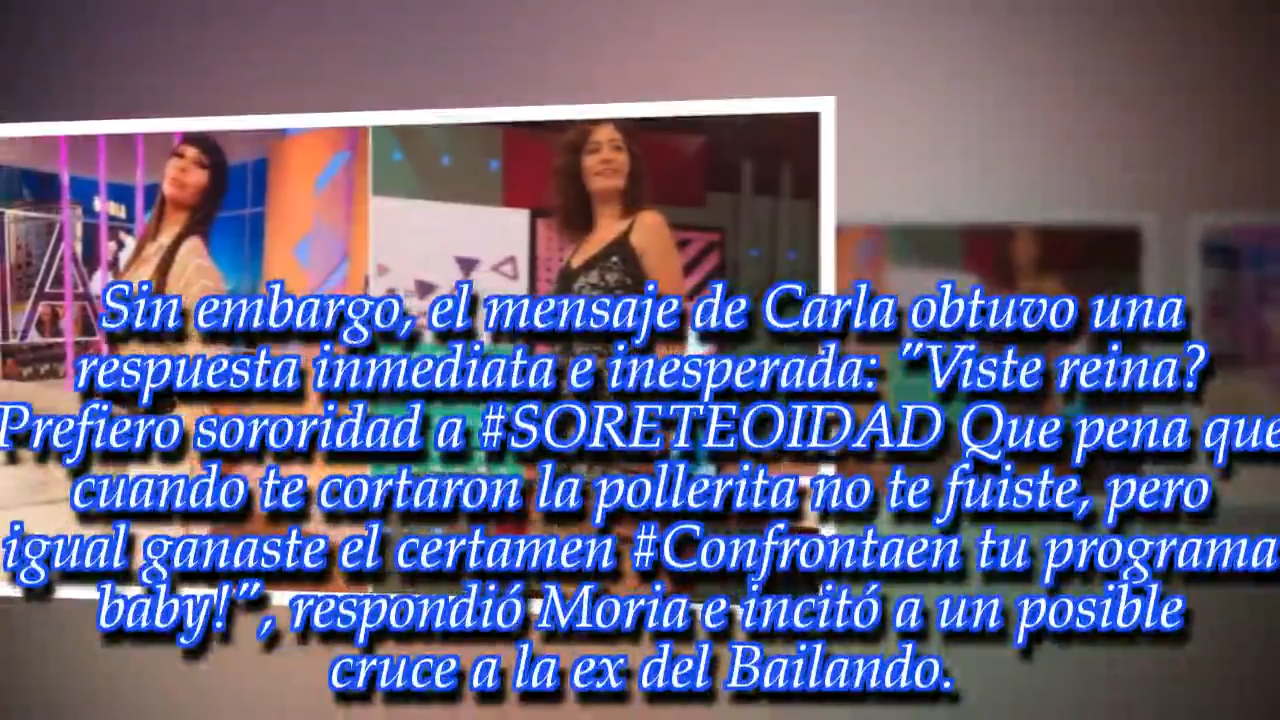 Sin embargo, el mensaje de Carla obtuvo una
respuesta inmediata e inesperada: "Viste reina?
Prefiero sororidad a #SORETEOIDAD Que pena que
cuando te cortaron la pollerita no te fuiste, pero
igual ganaste el certamen #Confrontaen tu programa
baby!", respondió Moria e incitó a un posible
cruce a la ex del Bailando.